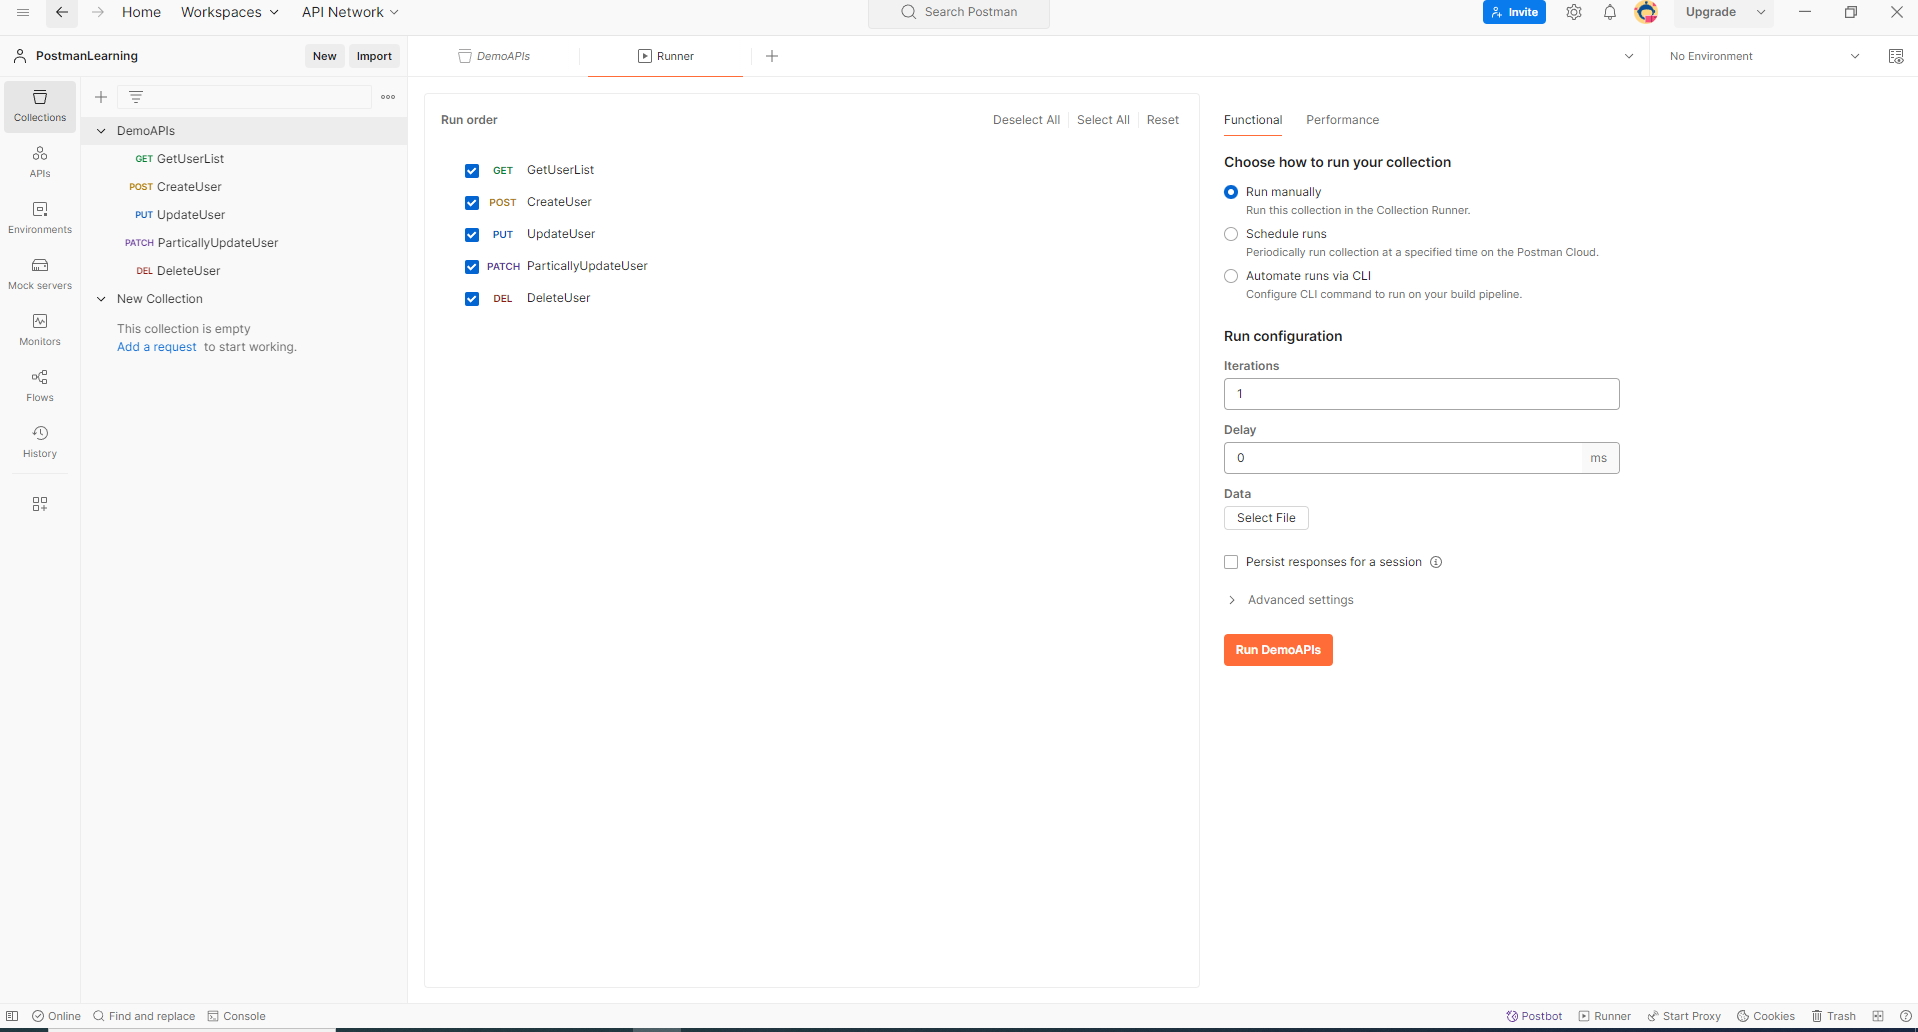 Home Workspaces API Network Search Postman Invite Upgrade
PostmanLearning New Import DemoAPIs Runner No Environment
Collections
APIs
Environments
Mock servers
Monitors
Flows
History
DemoAPIs
GET GetUserList
POST CreateUser
PUT UpdateUser
PATCH ParticallyUpdateUser
DEL DeleteUser
New Collection
This collection is empty
Add a request to start working.
Run order Deselect All Select All Reset
GET GetUserList
POST CreateUser
PUT UpdateUser
PATCH ParticallyUpdateUser
DEL DeleteUser
Functional Performance
Choose how to run your collection
Run manually
Run this collection in the Collection Runner.
Schedule runs
Periodically run collection at a specified time on the Postman Cloud.
Automate runs via CLI
Configure CLI command to run on your build pipeline.
Run configuration
Iterations
1
Delay
0 ms
Data
Select File
Persist responses for a session
Advanced settings
Run DemoAPIs
Online Find and replace Console Postbot Runner Start Proxy Cookies Trash